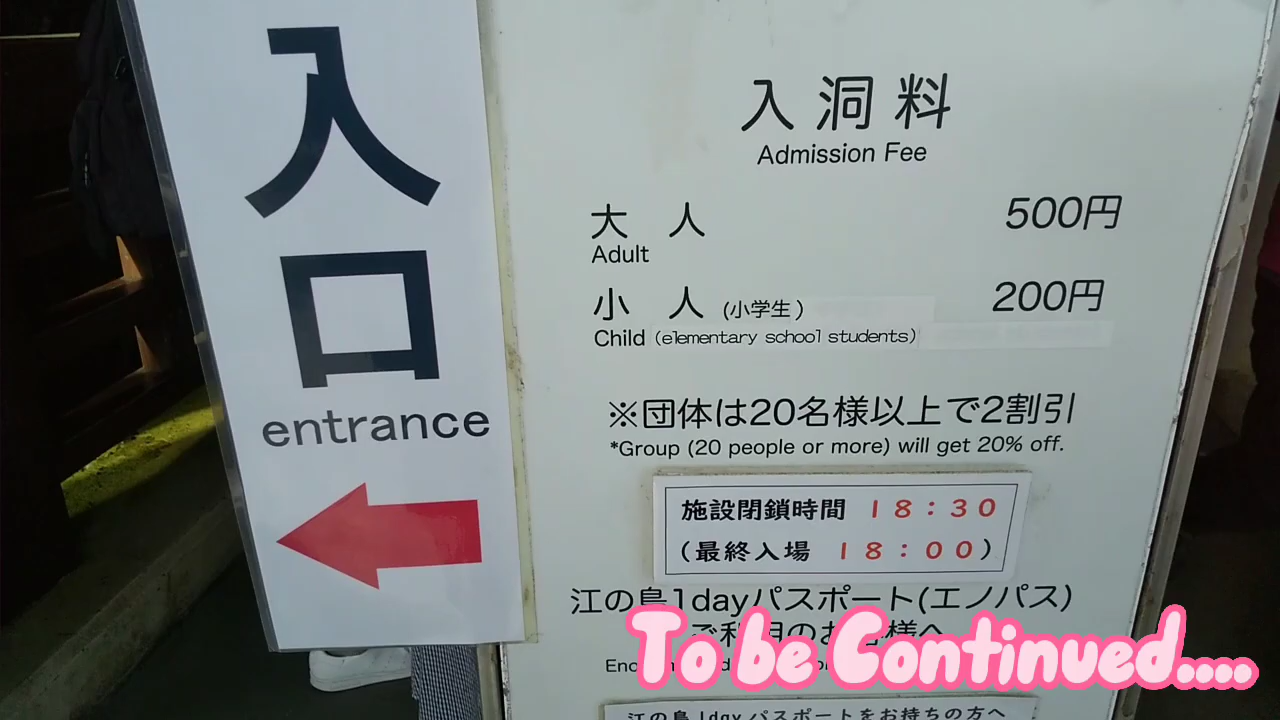 入口
entrance
入洞料
Admission Fee
大人 500円
Adult
小人 (小学生) 200円
Child (elementary school students)
※団体は20名様以上で2割引
*Group (20 people or more) will get 20% off.
施設閉鎖時間 18:30
(最終入場 18:00)
江の島1dayパスポート(エノパス)
ご利用のお客様へ
To be Continued....
江の島1dayパスポートをお持ちの方へ